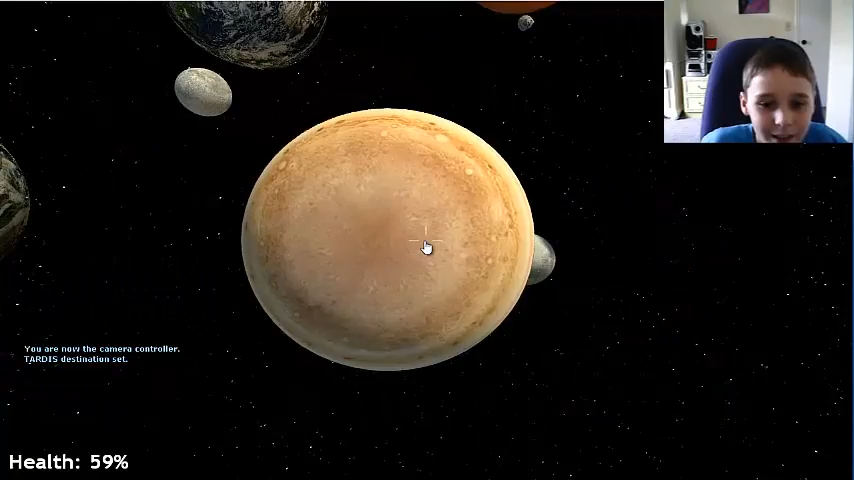 You are now the camera controller.
TARDIS destination set.
Health: 59%